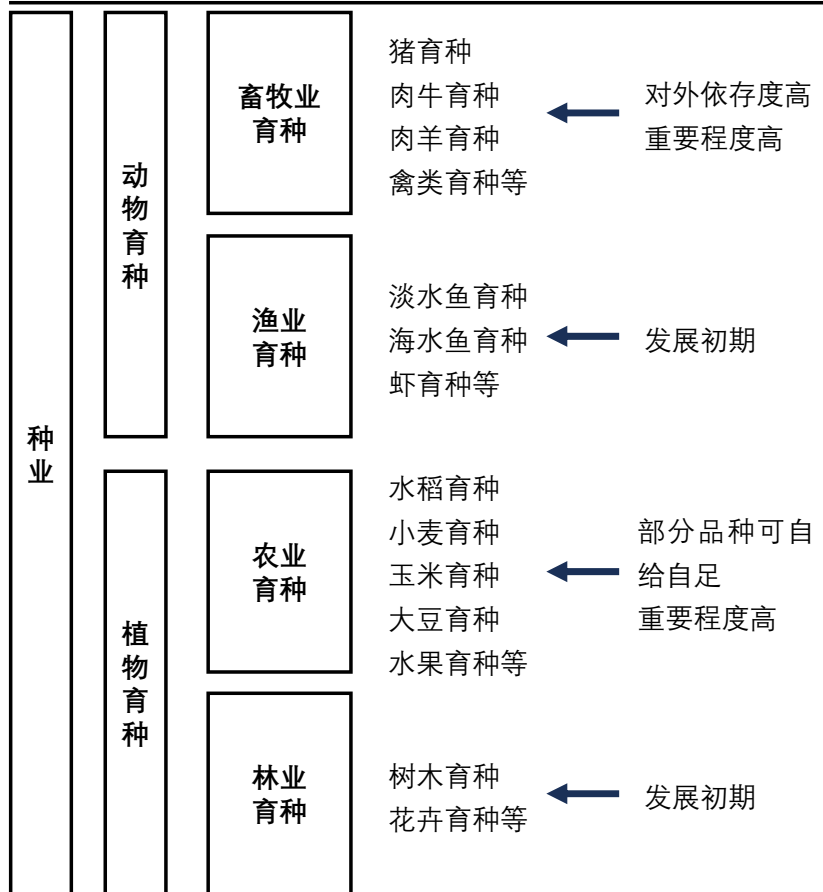 种业
动物育种
畜牧业
育种
猪育种
肉牛育种
肉羊育种
禽类育种等
对外依存度高
重要程度高
渔业
育种
淡水鱼育种
海水鱼育种
虾育种等
发展初期
植物育种
农业
育种
水稻育种
小麦育种
玉米育种
大豆育种
水果育种等
部分品种可自
给自足
重要程度高
林业
育种
树木育种
花卉育种等
发展初期